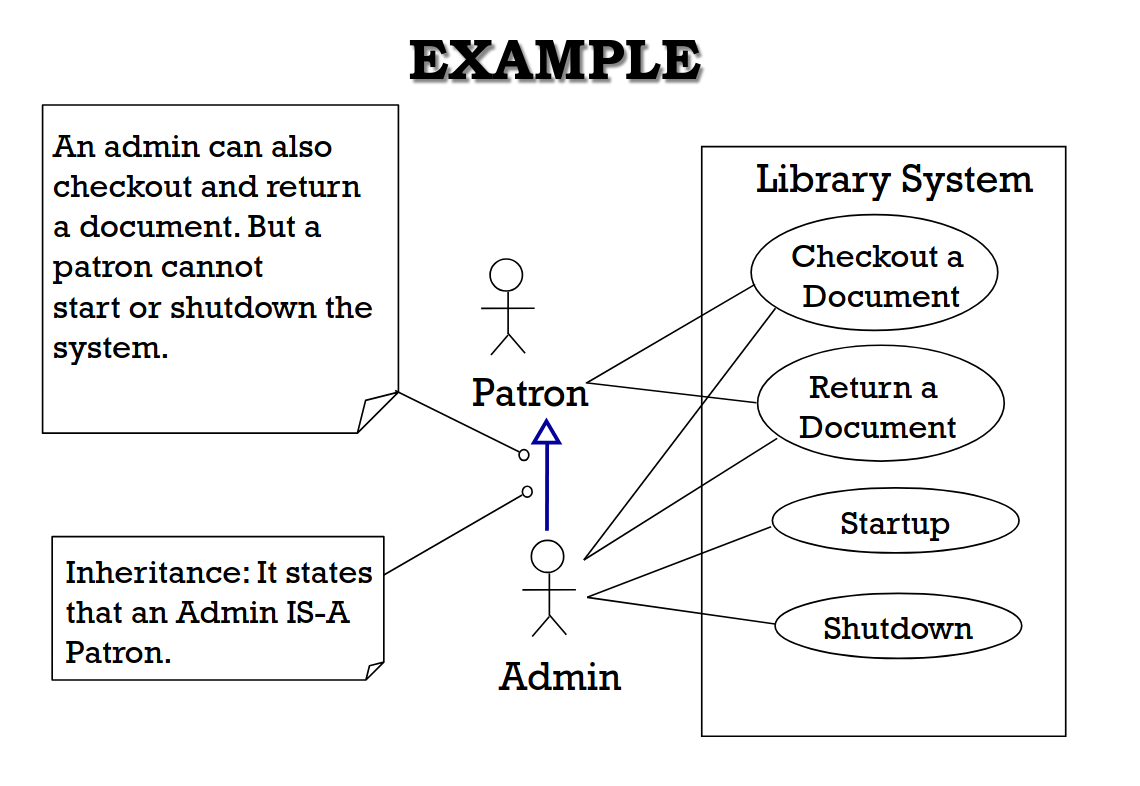 EXAMPLE
An admin can also
checkout and return
a document. But a
patron cannot
start or shutdown the
system.
Library System
Checkout a
Document
Return a
Document
Startup
Shutdown
Patron
Inheritance: It states
that an Admin IS-A
Patron.
Admin